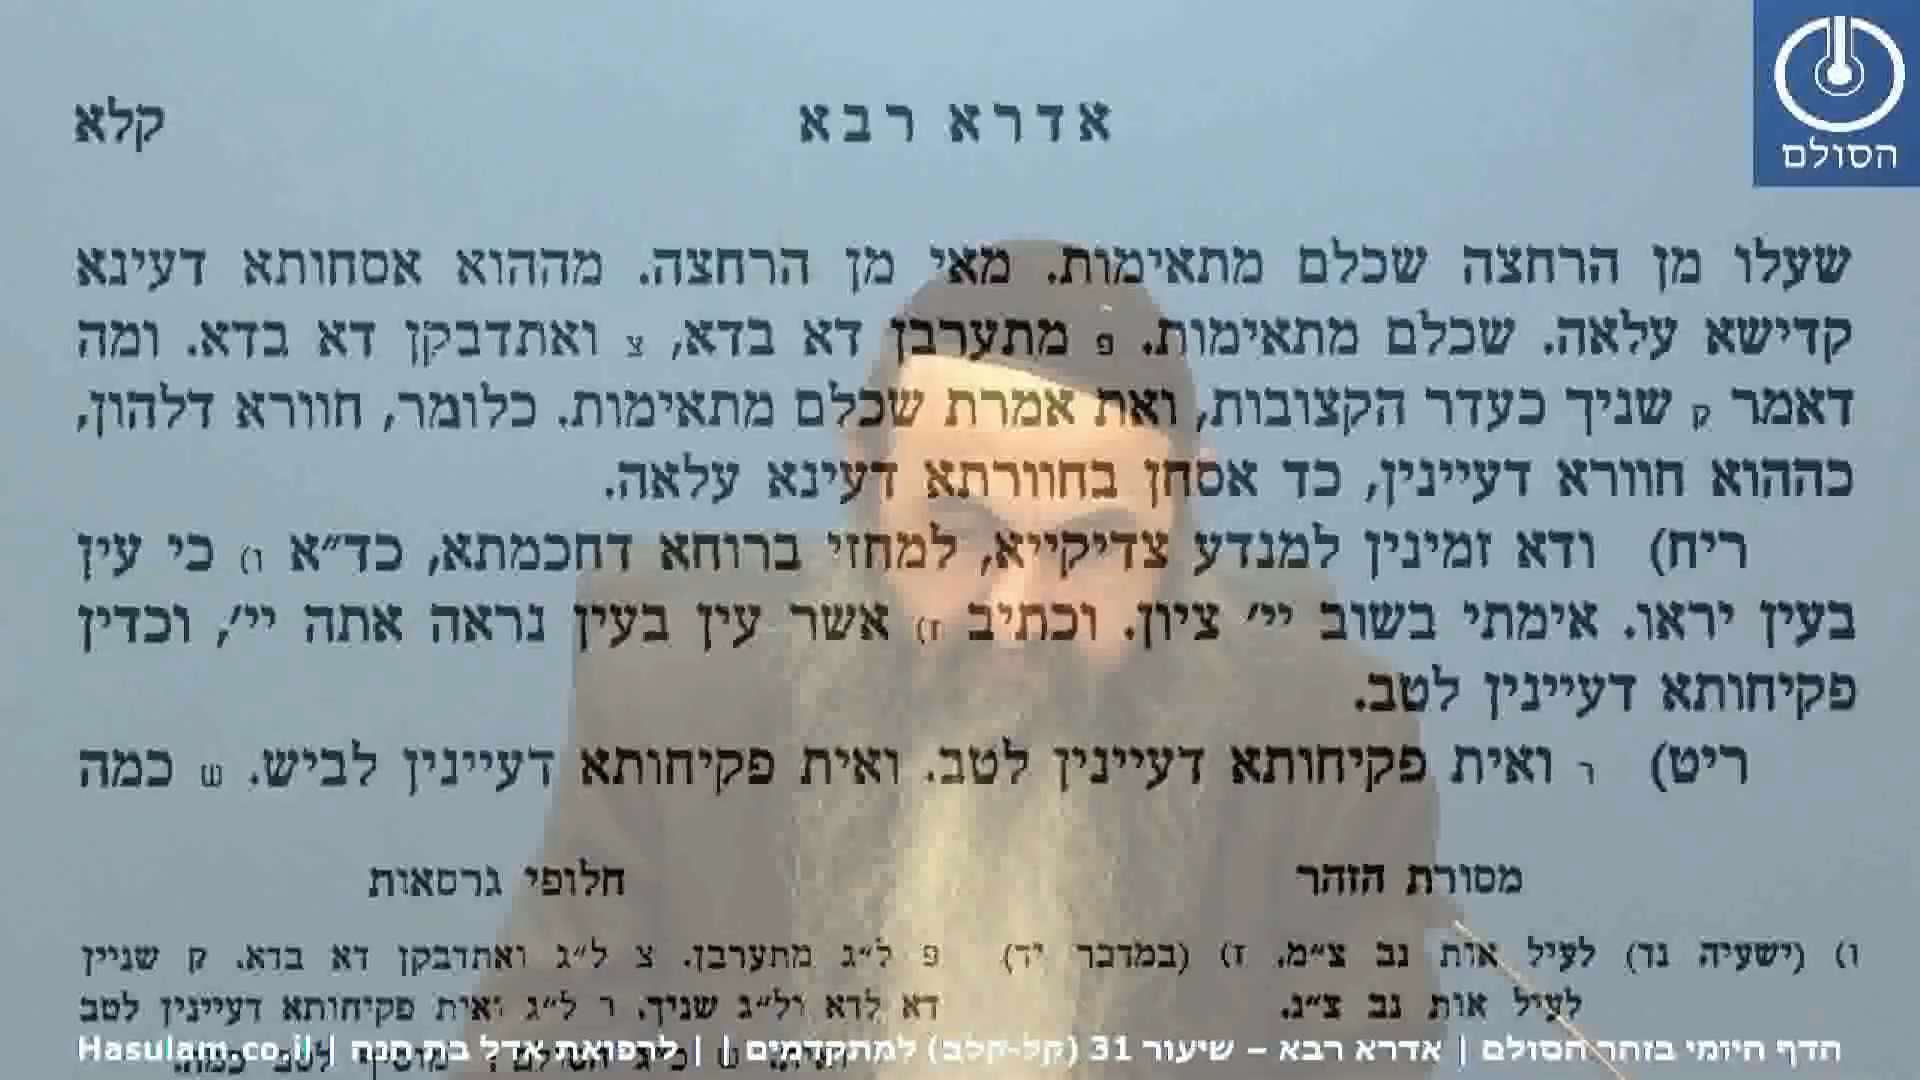 הסולם
אדרא רבא
קלא
שעלו מן הרחצה שכלם מתאימות. מאי מן הרחצה. מההוא אסחותא דעינא
קדישא עלאה. שכלם מתאימות. פ מתערבן דא בדא, צ ואתדבקן דא בדא. ומה
דאמר ק שניך כעדר הקצובות, ואת אמרת שכלם מתאימות. כלומר, חוורא דלהון,
כההוא חוורא דעיינין, כד אסחן בחוורתא דעינא עלאה.
ריח) ודא זמינין למנדע צדיקייא, למחזי ברוחא דחכמתא, כד״א ו) כי עין
בעין יראו. אימתי בשוב יי׳ ציון. וכתיב ז) אשר עין בעין נראה אתה יי׳, וכדין
פקיחותא דעיינין לטב.
ריט) ר ואית פקיחותא דעיינין לטב. ואית פקיחותא דעיינין לביש. ש כמה
מסורת הזהר
חלופי גרסאות
ו) (ישעיה נד) לעיל אות נב צ״מ. ז) (במדבר יד)
לעיל אות נב צ״נ.
פ ל״ג מתערבן. צ ל״ג ואתדבקן דא בדא. ק שניין
דא לדא ול״ג שניך. ר ל״ג ואית פקיחותא דעיינין לטב
הדף היומי בזהר הסולם | אדרא רבא – שיעור 31 (קל-קלב) למתקדמים | | לרפואת אדל בת סנח | Hasulam.co.il